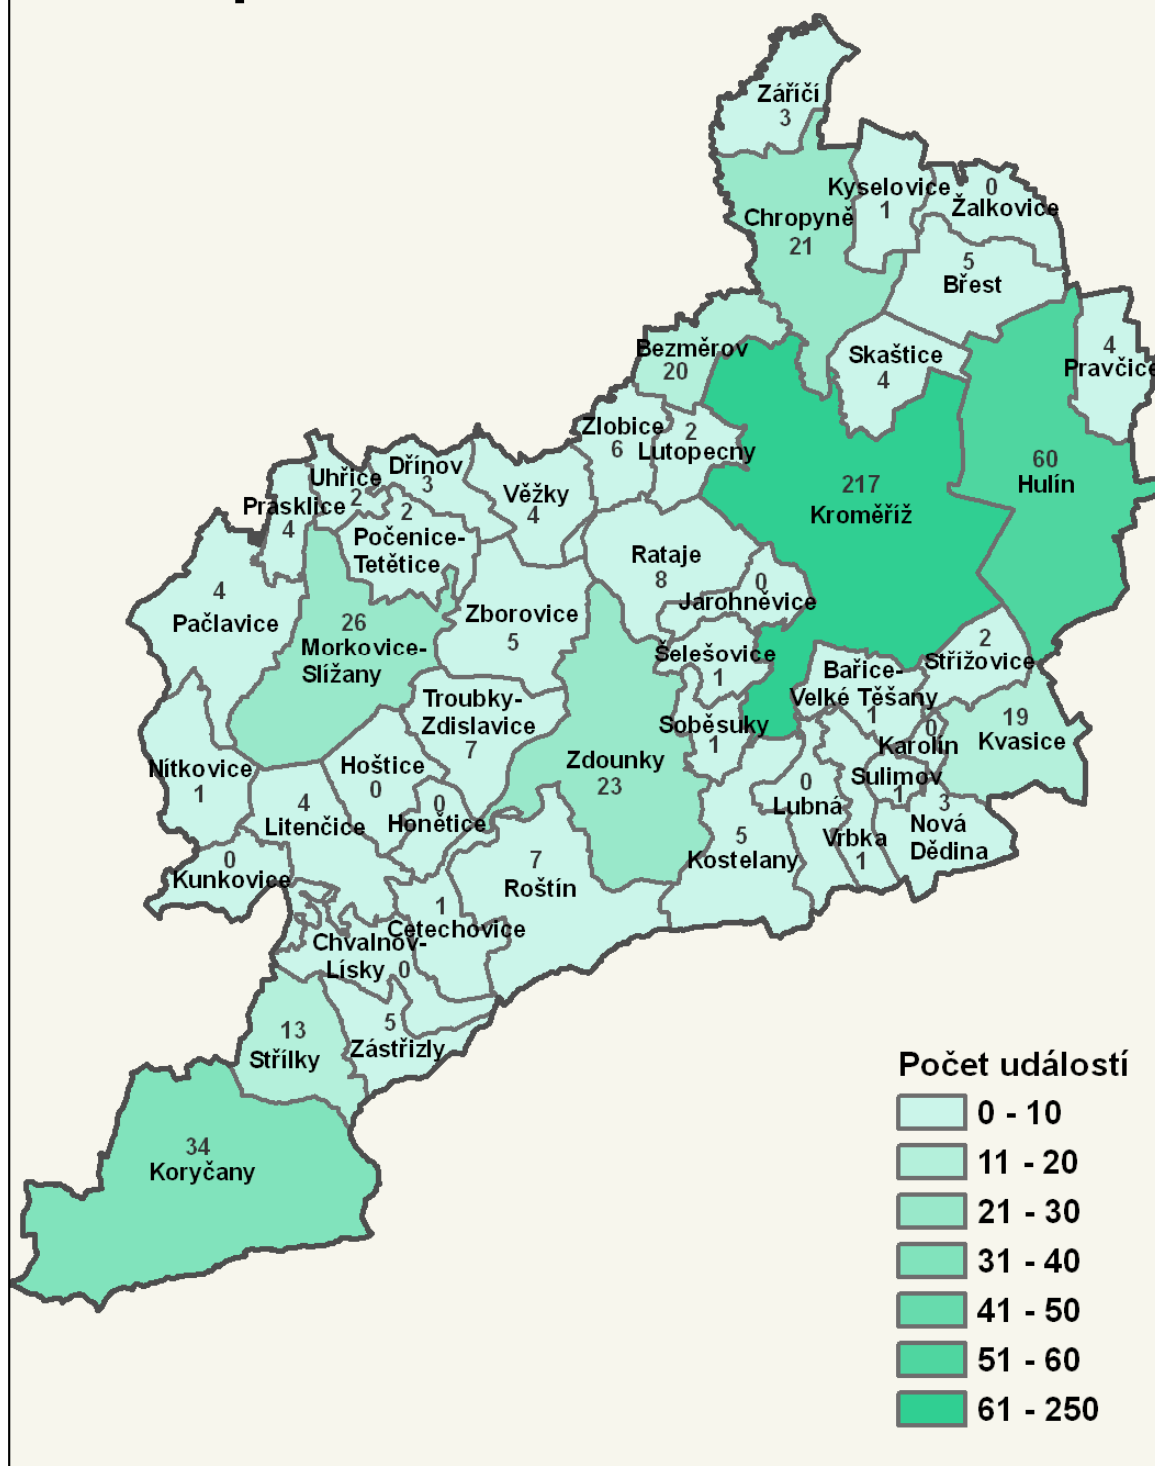 Záříčí
3
Kyselovice
1
0
Žalkovice
Chropyně
21
5
Břest
Bezměrov
20
Skaštice
4
4
Pravčice
Zlobice
6
2
Lutopecny
217
Kroměříž
60
Hulín
Uhřice
2
Dřínov
3
Věžky
4
Prasklice
4
2
Počenice-
Tetětice
Rataje
8
0
Jarohněvice
4
Pačlavice
26
Morkovice-
Slížany
Zborovice
5
Šelešovice
1
2
Střížovice
Bařice-
Velké Těšany
1
Troubky-
Zdislavice
7
Soběsuky
1
0
Karolín
19
Kvasice
Nítkovice
1
Hoštice
0
Zdounky
23
Sulimov
1
4
Litenčice
0
Honětice
0
Lubná
3
Nová
Dědina
Vrbka
1
0
Kunkovice
7
Roštín
5
Kostelany
1
Cetechovice
Chvalnov-
Lísky 0
13
Střílky
5
Zástřizly
34
Koryčany
Počet událostí
0 - 10
11 - 20
21 - 30
31 - 40
41 - 50
51 - 60
61 - 250